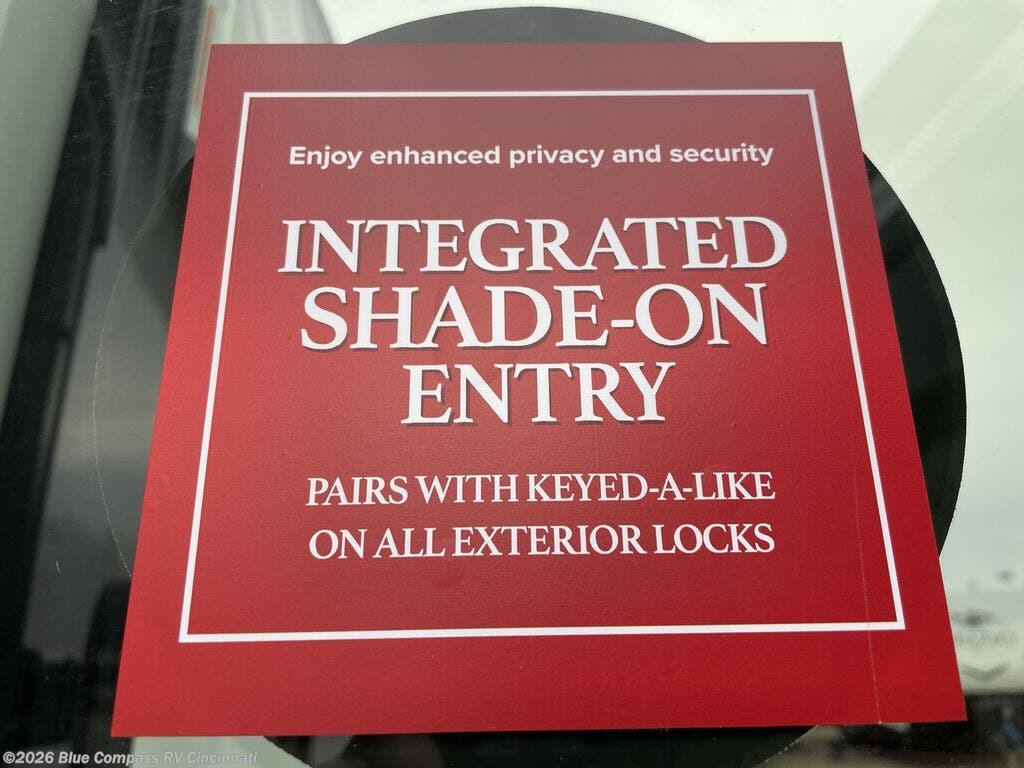 Enjoy enhanced privacy and security
INTEGRATED
SHADE-ON
ENTRY
PAIRS WITH KEYED-A-LIKE
ON ALL EXTERIOR LOCKS
©2026 Blue Compass RV Cincinnati